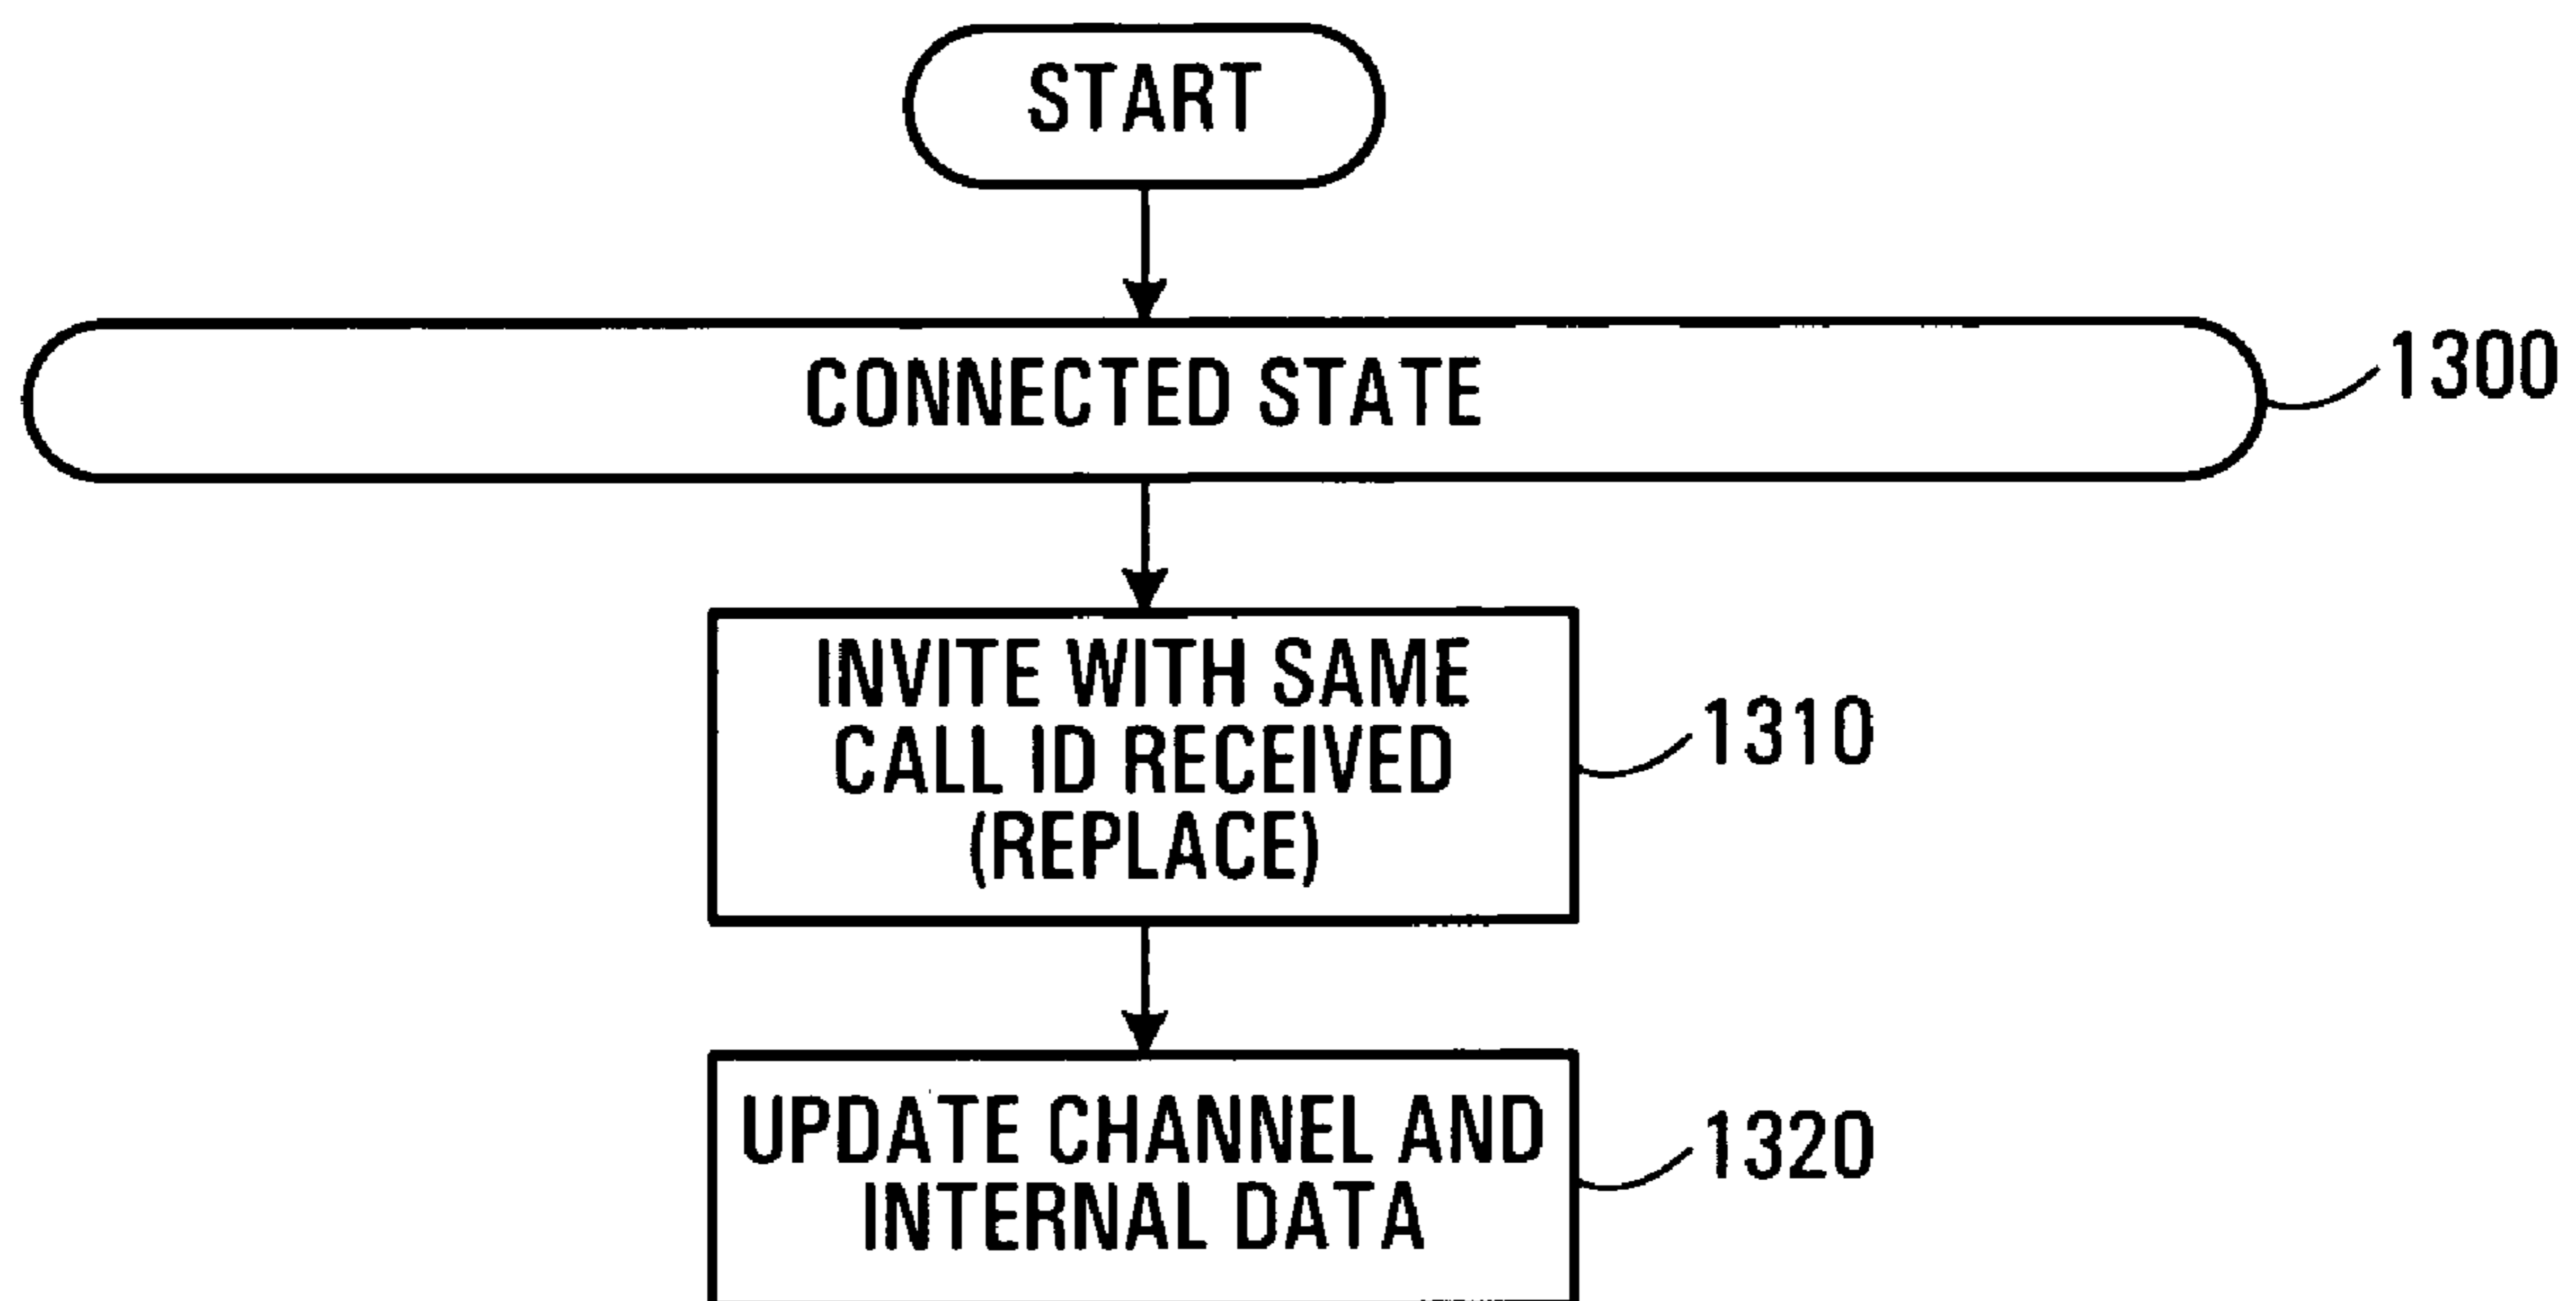 START
CONNECTED STATE
1300
INVITE WITH SAME
CALL ID RECEIVED
(REPLACE)
1310
UPDATE CHANNEL AND
INTERNAL DATA
1320